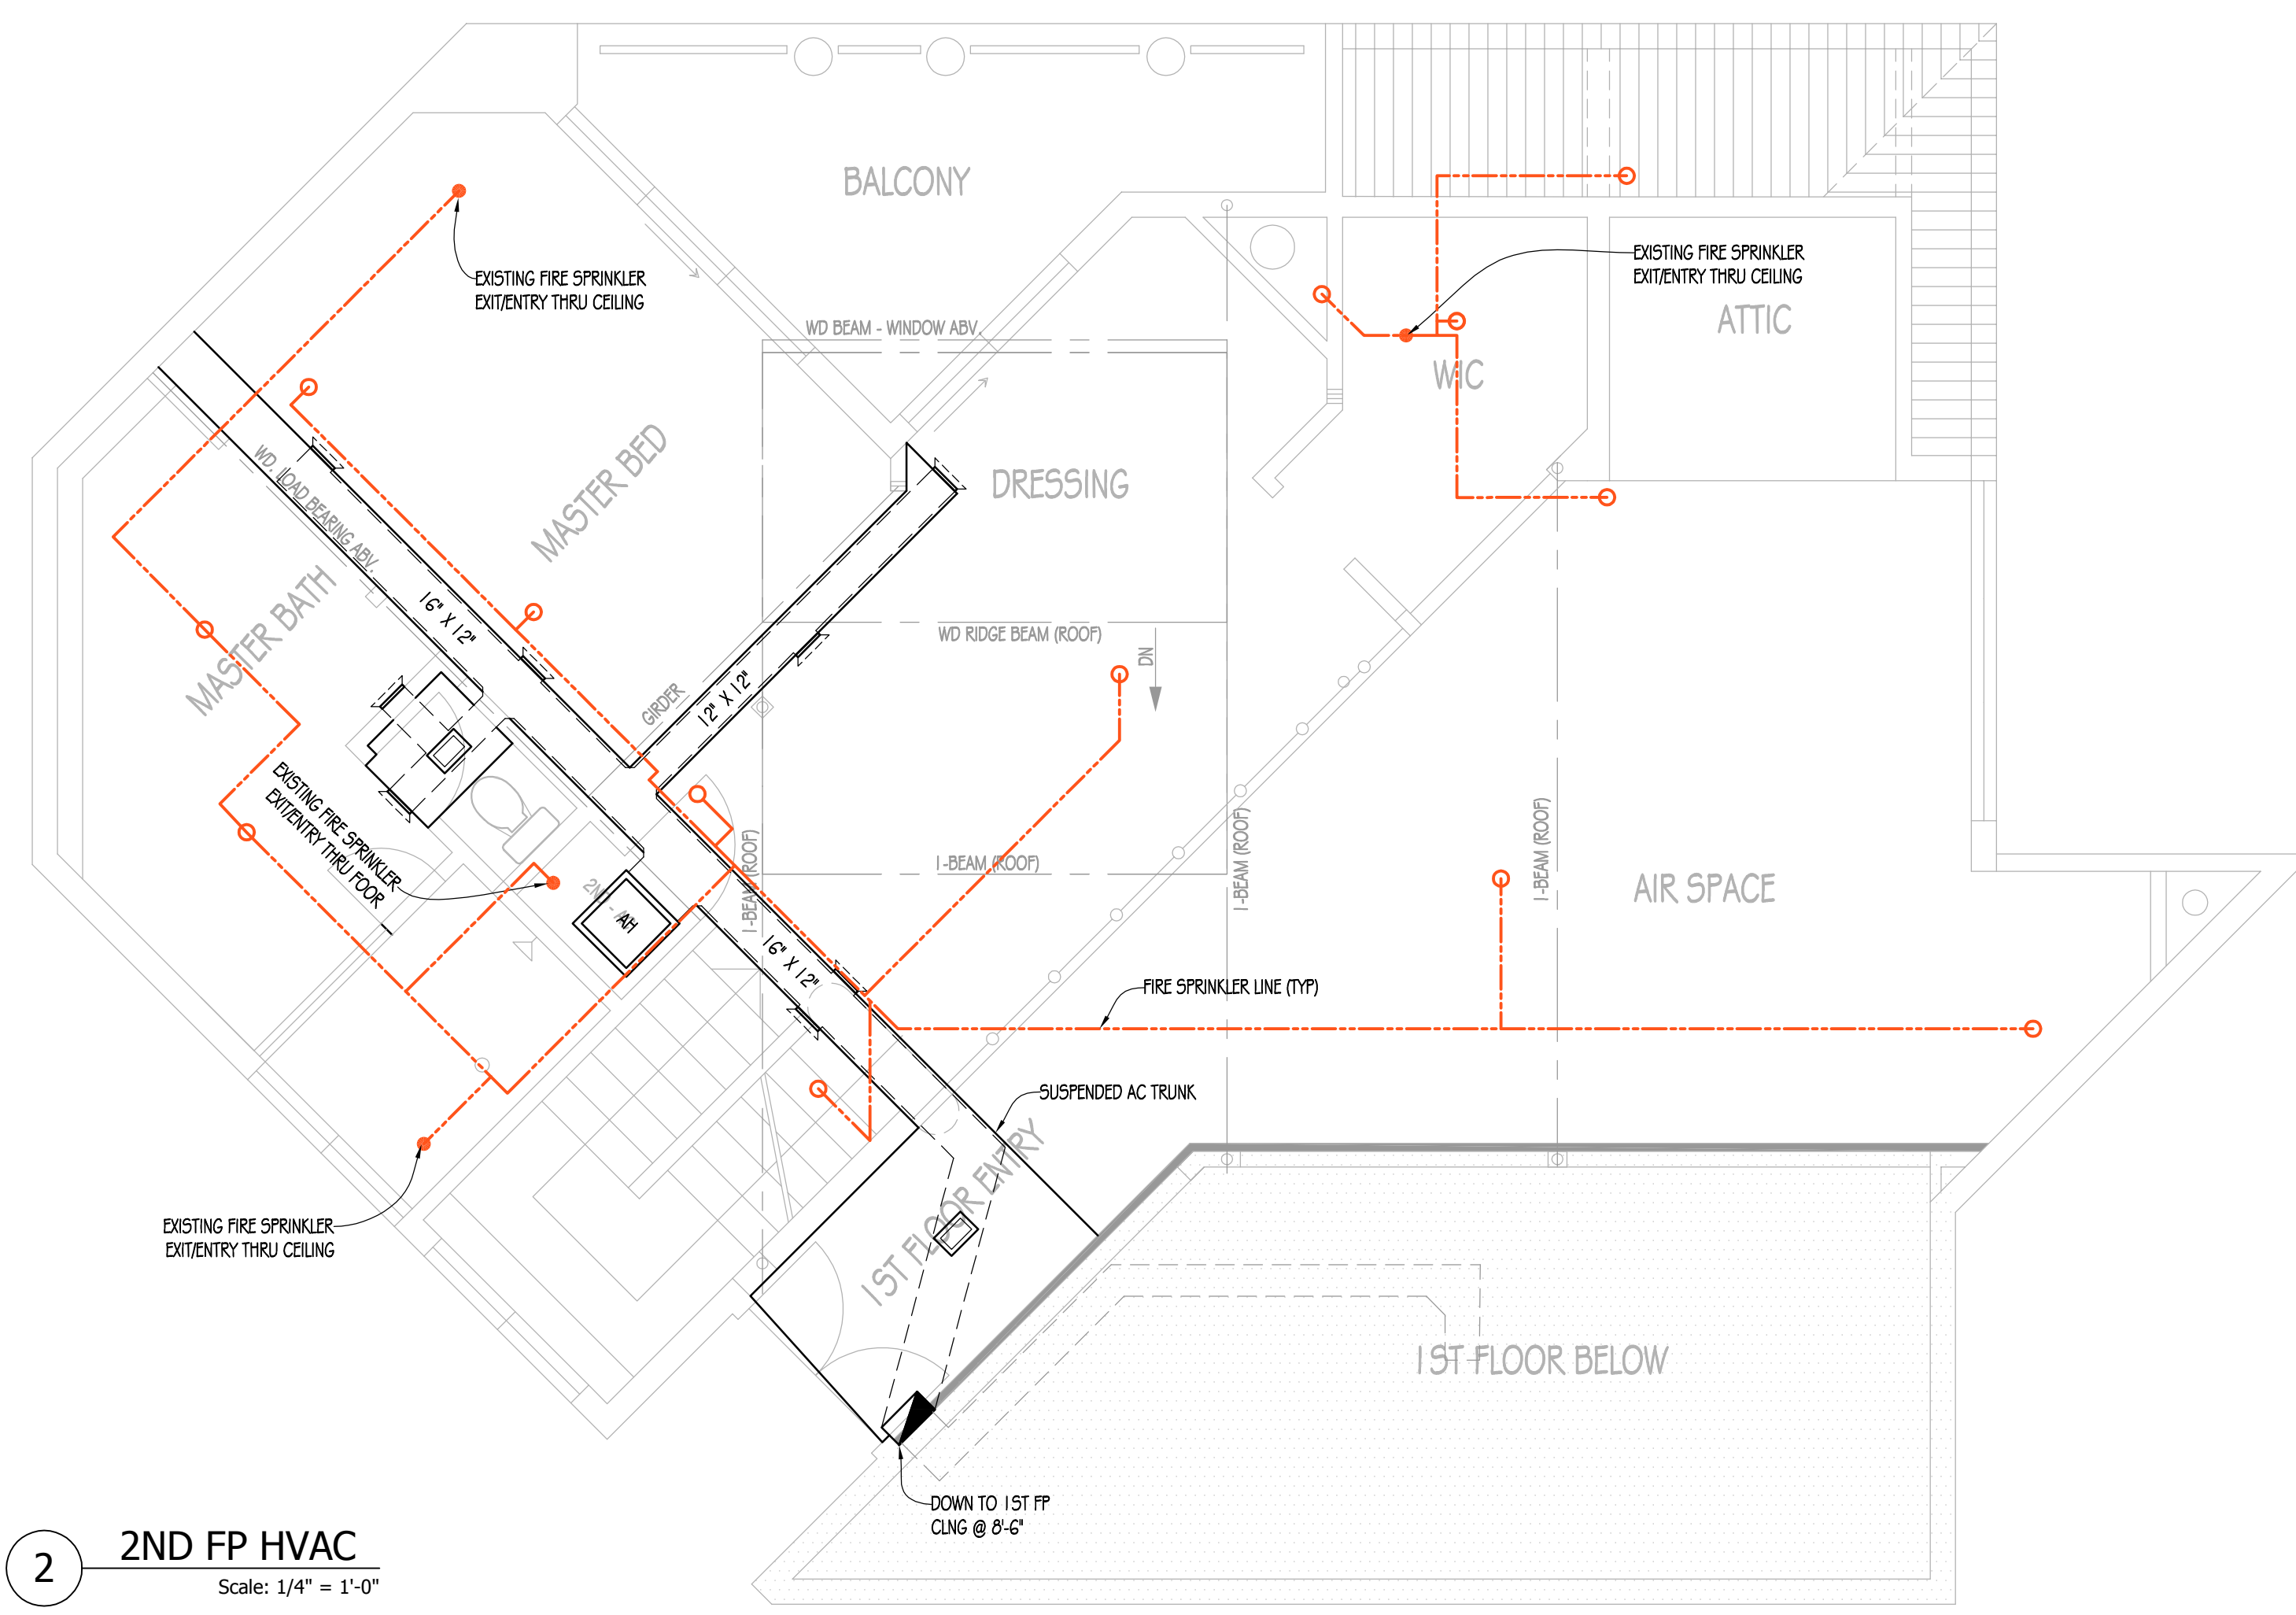 BALCONY
EXISTING FIRE SPRINKLER
EXIT/ENTRY THRU CEILING
EXISTING FIRE SPRINKLER
EXIT/ENTRY THRU CEILING
ATTIC
WD BEAM - WINDOW ABV.
WIC
MASTER BED
WD. LOAD BEARING ABV.
DRESSING
16" X 12"
MASTER BATH
WD RIDGE BEAM (ROOF)
DN
GIRDER
12" X 12"
EXISTING FIRE SPRINKLER
EXIT/ENTRY THRU FOOR
I-BEAM (ROOF)
I-BEAM (ROOF)
I-BEAM (ROOF)
I-BEAM (ROOF)
AIR SPACE
AH
16" X 12"
FIRE SPRINKLER LINE (TYP)
SUSPENDED AC TRUNK
1ST FLOOR ENTRY
EXISTING FIRE SPRINKLER
EXIT/ENTRY THRU CEILING
1ST FLOOR BELOW
DOWN TO 1ST FP
CLNG @ 8'-6"
2
2ND FP HVAC
Scale: 1/4" = 1'-0"